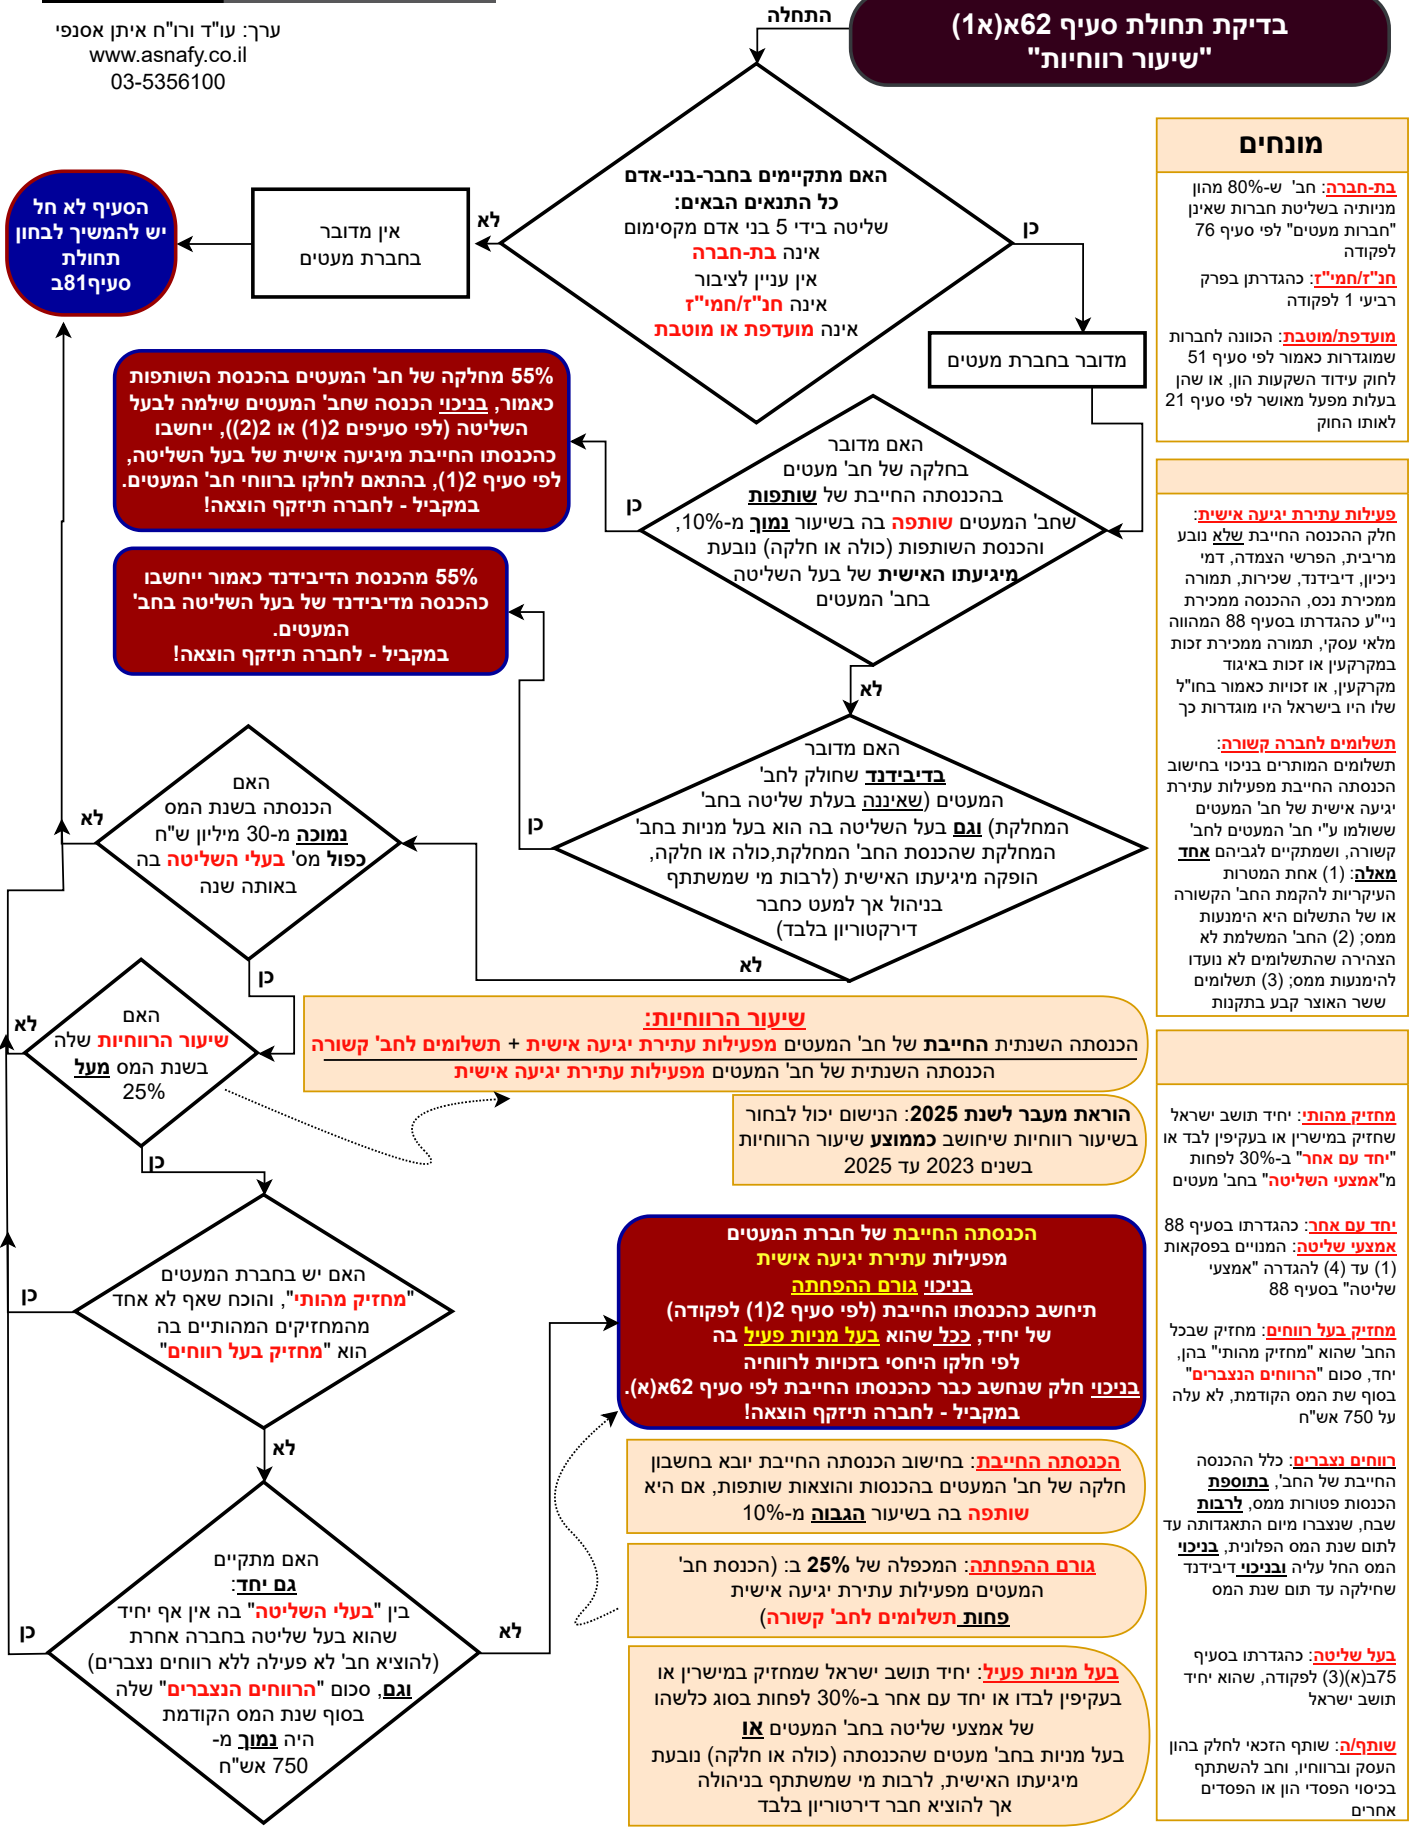 ערך: עו"ד ורו"ח איתן אסנפי
www.asnafy.co.il
03-5356100
בדיקת תחולת סעיף 62א(א1)
"שיעור רווחיות"
התחלה
האם מתקיימים בחבר-בני-אדם
כל התנאים הבאים:
שליטה בידי 5 בני אדם מקסימום
אינה בת-חברה
אין עניין לציבור
אינה חנ"ז/חמי"ז
אינה מועדפת או מוטבת
לא
כן
אין מדובר
בחברת מעטים
הסעיף לא חל
יש להמשיך לבחון
תחולת
סעיף81ב
מדובר בחברת מעטים
האם מדובר
בחלקה של חב' מעטים
בהכנסתה החייבת של שותפות
שחב' המעטים שותפה בה בשיעור נמוך מ-10%,
והכנסת השותפות (כולה או חלקה) נובעת
מיגיעתו האישית של בעל השליטה
בחב' המעטים
כן
לא
55% מחלקה של חב' המעטים בהכנסת השותפות
כאמור, בניכוי הכנסה שחב' המעטים שילמה לבעל
השליטה (לפי סעיפים 2(1) או 2(2)), ייחשבו
כהכנסתו החייבת מיגיעה אישית של בעל השליטה,
לפי סעיף 2(1), בהתאם לחלקו ברווחי חב' המעטים.
במקביל - לחברה תיזקף הוצאה!
55% מהכנסת הדיבידנד כאמור ייחשבו
כהכנסה מדיבידנד של בעל השליטה בחב'
המעטים.
במקביל - לחברה תיזקף הוצאה!
האם מדובר
בדיבידנד שחולק לחב'
המעטים (שאיננה בעלת שליטה בחב'
המחלקת) וגם בעל השליטה בה הוא בעל מניות בחב'
המחלקת שהכנסת החב' המחלקת,כולה או חלקה,
הופקה מיגיעתו האישית (לרבות מי שמשתתף
בניהול אך למעט כחבר
דירקטוריון בלבד)
כן
לא
האם
הכנסתה בשנת המס
נמוכה מ-30 מיליון ש"ח
כפול מס' בעלי השליטה בה
באותה שנה
לא
כן
האם
שיעור הרווחיות שלה
בשנת המס מעל
25%
לא
כן
שיעור הרווחיות:
הכנסתה השנתית החייבת של חב' המעטים מפעילות עתירת יגיעה אישית + תשלומים לחב' קשורה
הכנסתה השנתית של חב' המעטים מפעילות עתירת יגיעה אישית
הוראת מעבר לשנת 2025: הנישום יכול לבחור
בשיעור רווחיות שיחושב כממוצע שיעור הרווחיות
בשנים 2023 עד 2025
האם יש בחברת המעטים
"מחזיק מהותי", והוכח שאף לא אחד
מהמחזיקים המהותיים בה
הוא "מחזיק בעל רווחים"
כן
לא
הכנסתה החייבת של חברת המעטים
מפעילות עתירת יגיעה אישית
בניכוי גורם ההפחתה
תיחשב כהכנסתו החייבת (לפי סעיף 2(1) לפקודה)
של יחיד, ככל שהוא בעל מניות פעיל בה
לפי חלקו היחסי בזכויות לרווחיה
בניכוי חלק שנחשב כבר כהכנסתו החייבת לפי סעיף 62א(א).
במקביל - לחברה תיזקף הוצאה!
האם מתקיים
גם יחד:
בין "בעלי השליטה" בה אין אף יחיד
שהוא בעל שליטה בחברה אחרת
(להוציא חב' לא פעילה ללא רווחים נצברים)
וגם, סכום "הרווחים הנצברים" שלה
בסוף שנת המס הקודמת
היה נמוך מ-
750 אש"ח
כן
לא
הכנסתה החייבת: בחישוב הכנסתה החייבת יובא בחשבון
חלקה של חב' המעטים בהכנסות והוצאות שותפות, אם היא
שותפה בה בשיעור הגבוה מ-10%
גורם ההפחתה: המכפלה של 25% ב: (הכנסת חב'
המעטים מפעילות עתירת יגיעה אישית
פחות תשלומים לחב' קשורה)
בעל מניות פעיל: יחיד תושב ישראל שמחזיק במישרין או
בעקיפין לבדו או יחד עם אחר ב-30% לפחות בסוג כלשהו
של אמצעי שליטה בחב' המעטים או
בעל מניות בחב' מעטים שהכנסתה (כולה או חלקה) נובעת
מיגיעתו האישית, לרבות מי שמשתתף בניהולה
אך להוציא חבר דירטוריון בלבד
מונחים
בת-חברה: חב' ש-80% מהון
מניותיה בשליטת חברות שאינן
"חברות מעטים" לפי סעיף 76
לפקודה
חנ"ז/חמי"ז: כהגדרתן בפרק
רביעי 1 לפקודה
מועדפת/מוטבת: הכוונה לחברות
שמוגדרות כאמור לפי סעיף 51
לחוק עידוד השקעות הון, או שהן
בעלות מפעל מאושר לפי סעיף 21
לאותו החוק
פעילות עתירת יגיעה אישית:
חלק ההכנסה החייבת שלא נובע
מריבית, הפרשי הצמדה, דמי
ניכיון, דיבידנד, שכירות, תמורה
ממכירת נכס, ההכנסה ממכירת
ניי"ע כהגדרתו בסעיף 88 המהווה
מלאי עסקי, תמורה ממכירת זכות
במקרקעין או זכות באיגוד
מקרקעין, או זכויות כאמור בחו"ל
שלו היו בישראל היו מוגדרות כך
תשלומים לחברה קשורה:
תשלומים המותרים בניכוי בחישוב
הכנסתה החייבת מפעילות עתירת
יגיעה אישית של חב' המעטים
ששולמו ע"י חב' המעטים לחב'
קשורה, ושמתקיים לגביהם אחד
מאלה: (1) אחת המטרות
העיקריות להקמת החב' הקשורה
או של התשלום היא הימנעות
ממס; (2) החב' המשלמת לא
הצהירה שהתשלומים לא נועדו
להימנעות ממס; (3) תשלומים
ששר האוצר קבע בתקנות
מחזיק מהותי: יחיד תושב ישראל
שחזיק במישרין או בעקיפין לבד או
"יחד עם אחר" ב-30% לפחות
מ"אמצעי השליטה" בחב' מעטים
יחד עם אחר: כהגדרתו בסעיף 88
אמצעי שליטה: המנויים בפסקאות
(1) עד (4) להגדרה "אמצעי
שליטה" בסעיף 88
מחזיק בעל רווחים: מחזיק שבכל
החב' שהוא "מחזיק מהותי" בהן,
יחד, סכום "הרווחים הנצברים"
בסוף שת המס הקודמת, לא עלה
על 750 אש"ח
רווחים נצברים: כלל ההכנסה
החייבת של החב', בתוספת
הכנסות פטורות ממס, לרבות
שבח, שנצברו מיום התאגדותה עד
לתום שנת המס הפלונית, בניכוי
המס החל עליה ובניכוי דיבידנד
שחילקה עד תום שנת המס
בעל שליטה: כהגדרתו בסעיף
75ב(א)(3) לפקודה, שהוא יחיד
תושב ישראל
שותף/ה: שותף הזכאי לחלק בהון
העסק וברווחיו, וחב להשתתף
בכיסוי הפסדי הון או הפסדים
אחרים